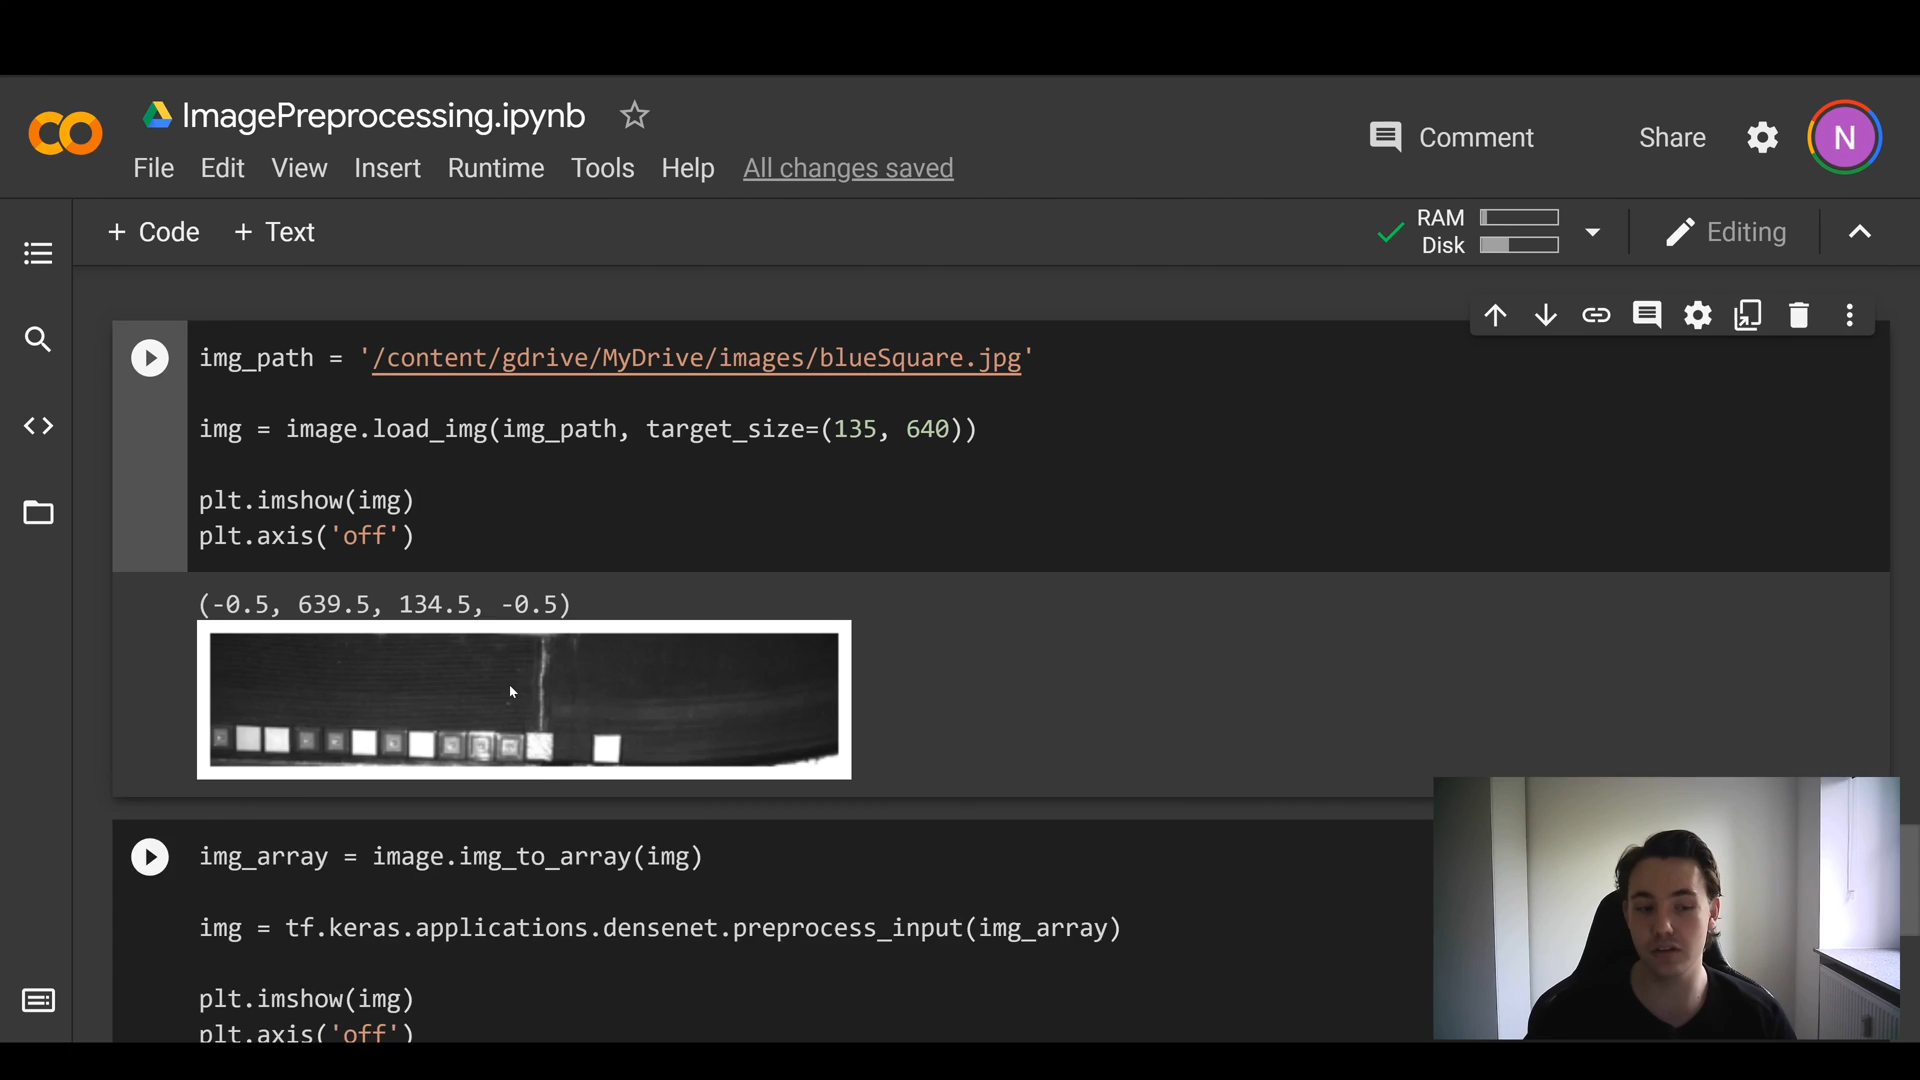 ImagePreprocessing.ipynb
Comment
Share
N
File Edit View Insert Runtime Tools Help All changes saved
+ Code + Text
RAM
Disk
Editing
img_path = '/content/gdrive/MyDrive/images/blueSquare.jpg'
img = image.load_img(img_path, target_size=(135, 640))
plt.imshow(img)
plt.axis('off')
(-0.5, 639.5, 134.5, -0.5)
img_array = image.img_to_array(img)
img = tf.keras.applications.densenet.preprocess_input(img_array)
plt.imshow(img)
plt.axis('off')